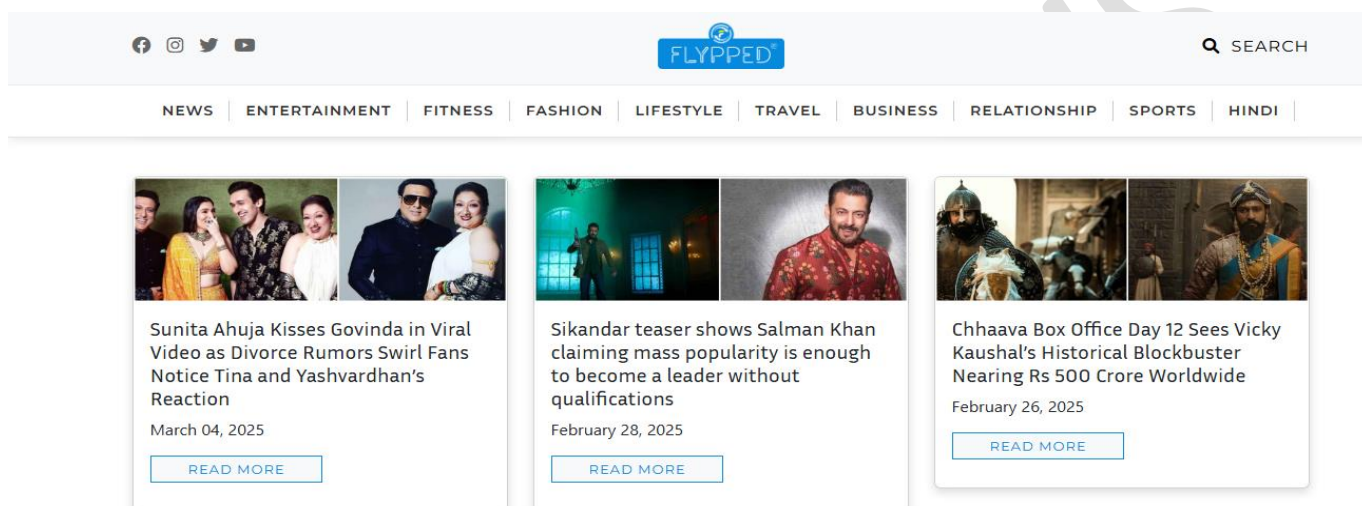 FLYPPED®
SEARCH
NEWS ENTERTAINMENT FITNESS FASHION LIFESTYLE TRAVEL BUSINESS RELATIONSHIP SPORTS HINDI
Sunita Ahuja Kisses Govinda in Viral
Video as Divorce Rumors Swirl Fans
Notice Tina and Yashvardhan's
Reaction
March 04, 2025
READ MORE
Sikandar teaser shows Salman Khan
claiming mass popularity is enough
to become a leader without
qualifications
February 28, 2025
READ MORE
Chhaava Box Office Day 12 Sees Vicky
Kaushal's Historical Blockbuster
Nearing Rs 500 Crore Worldwide
February 26, 2025
READ MORE